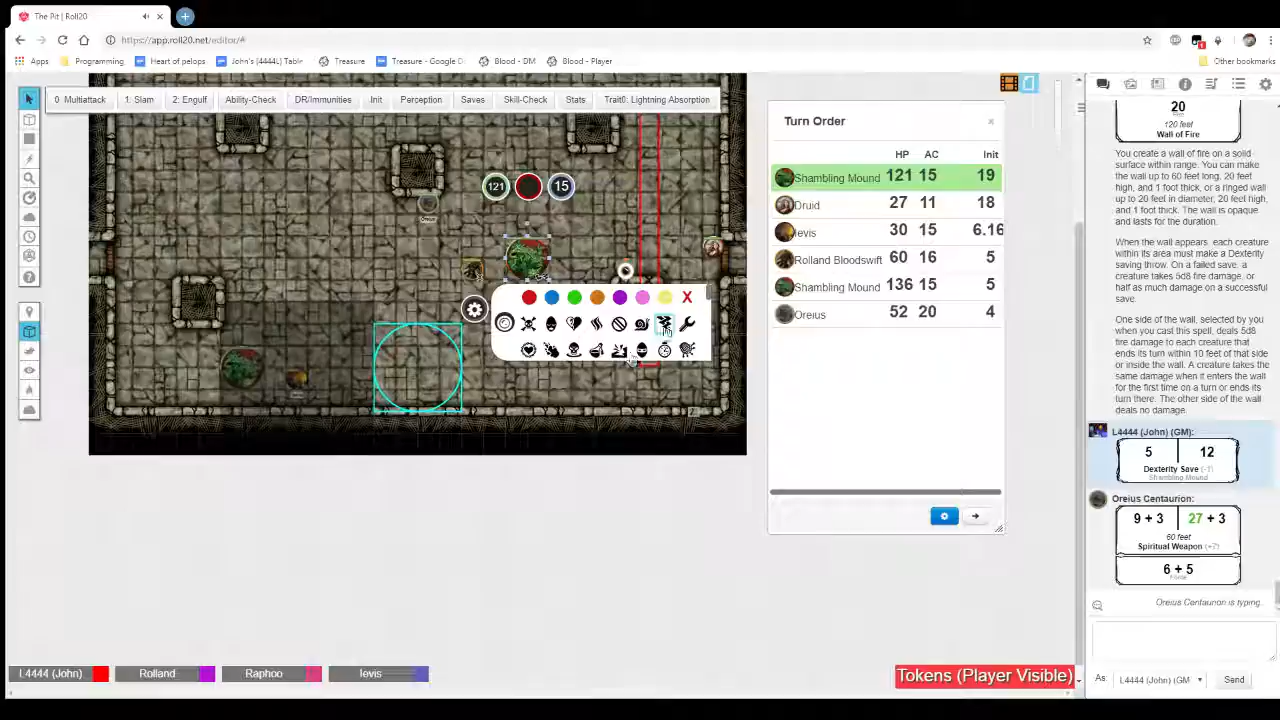 The Pit | Roll20
https://app.roll20.net/editor/#
Apps
Programming
Heart of pelops
John's (4444L) Table
Treasure
Treasure - Google D
Blood - DM
Blood - Player
Other bookmarks
0 Multiattack
1: Slam
2: Engulf
Ability-Check
DR/Immunities
Init
Perception
Saves
Skill-Check
Stats
Trait0: Lightning Absorption
121
15
Oreius
Turn Order
HP AC Init
Shambling Mound 121 15 19
Druid 27 11 18
Ievis 30 15 6.16
Rolland Bloodswift 60 16 5
Shambling Mound 136 15 5
Oreius 52 20 4
20
Fire
120 feet
Wall of Fire
You create a wall of fire on a solid
surface within range. You can make
the wall up to 60 feet long, 20 feet
high, and 1 foot thick, or a ringed wall
up to 20 feet in diameter, 20 feet high,
and 1 foot thick. The wall is opaque
and lasts for the duration.
When the wall appears, each creature
within its area must make a Dexterity
saving throw. On a failed save, a
creature takes 5d8 fire damage, or
half as much damage on a successful
save.
One side of the wall, selected by you
when you cast this spell, deals 5d8
fire damage to each creature that
ends its turn within 10 feet of that side
or inside the wall. A creature takes
the same damage when it enters the
wall for the first time on a turn or ends its
turn there. The other side of the wall
deals no damage.
L4444 (John) (GM):
5 12
Dexterity Save (-1)
Shambling Mound
Oreius Centaurion:
9 + 3 27 + 3
60 feet
Spiritual Weapon (+7)
6 + 5
Force
Oreius Centaurion is typing...
As: L4444 (John) (GM
Send
L4444 (John)
Rolland
Raphoo
Ievis
Tokens (Player Visible)